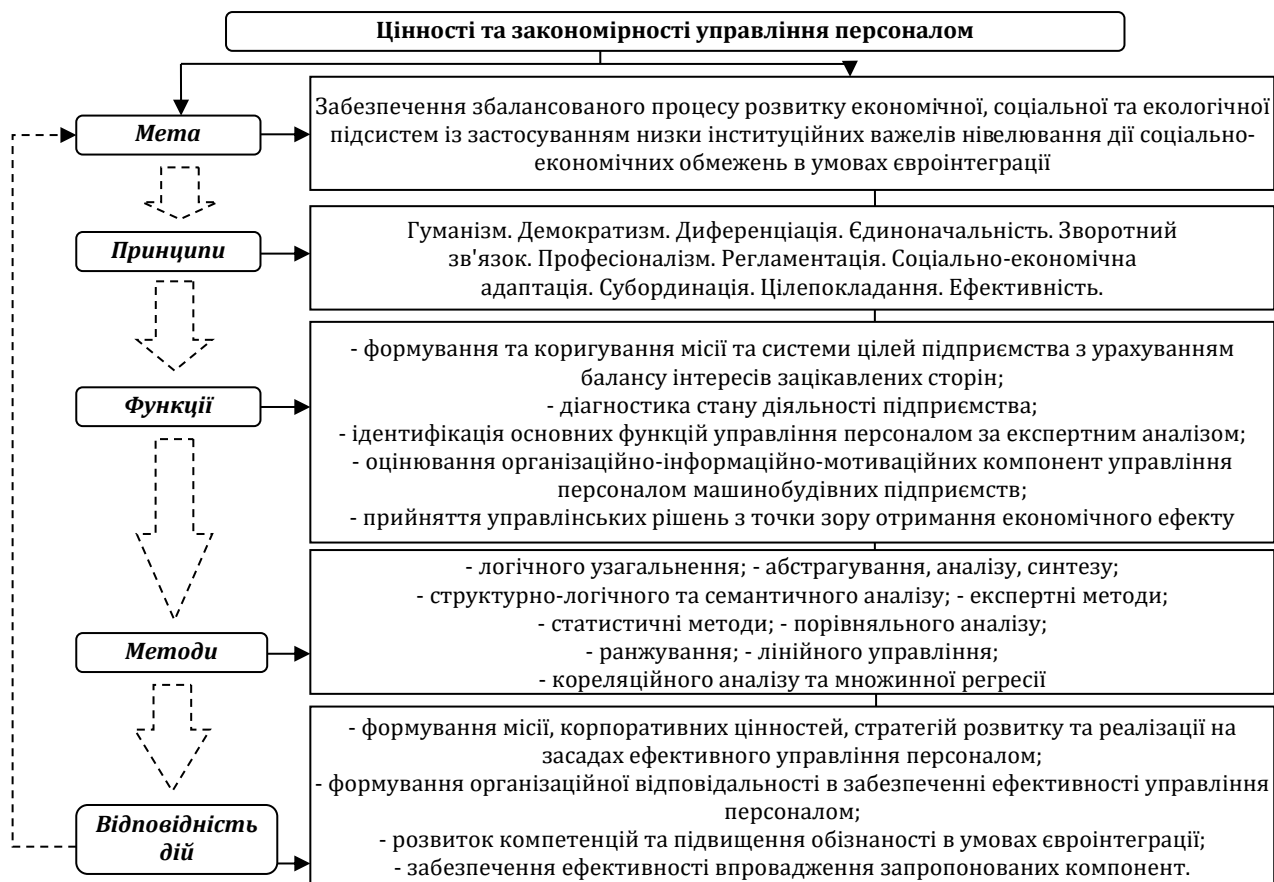 Цінності та закономірності управління персоналом
Мета
Забезпечення збалансованого процесу розвитку економічної, соціальної та екологічної
підсистем із застосуванням низки інституційних важелів нівелювання дії соціально-
економічних обмежень в умовах євроінтеграції
Принципи
Гуманізм. Демократизм. Диференціація. Єдиноначальність. Зворотний
зв'язок. Професіоналізм. Регламентація. Соціально-економічна
адаптація. Субординація. Цілепокладання. Ефективність.
Функції
- формування та коригування місії та системи цілей підприємства з урахуванням
балансу інтересів зацікавлених сторін;
- діагностика стану діяльності підприємства;
- ідентифікація основних функцій управління персоналом за експертним аналізом;
- оцінювання організаційно-інформаційно-мотиваційних компонент управління
персоналом машинобудівних підприємств;
- прийняття управлінських рішень з точки зору отримання економічного ефекту
Методи
- логічного узагальнення; - абстрагування, аналізу, синтезу;
- структурно-логічного та семантичного аналізу; - експертні методи;
- статистичні методи; - порівняльного аналізу;
- ранжування; - лінійного управління;
- кореляційного аналізу та множинної регресії
Відповідність
дій
- формування місії, корпоративних цінностей, стратегій розвитку та реалізації на
засадах ефективного управління персоналом;
- формування організаційної відповідальності в забезпеченні ефективності управління
персоналом;
- розвиток компетенцій та підвищення обізнаності в умовах євроінтеграції;
- забезпечення ефективності впровадження запропонованих компонент.